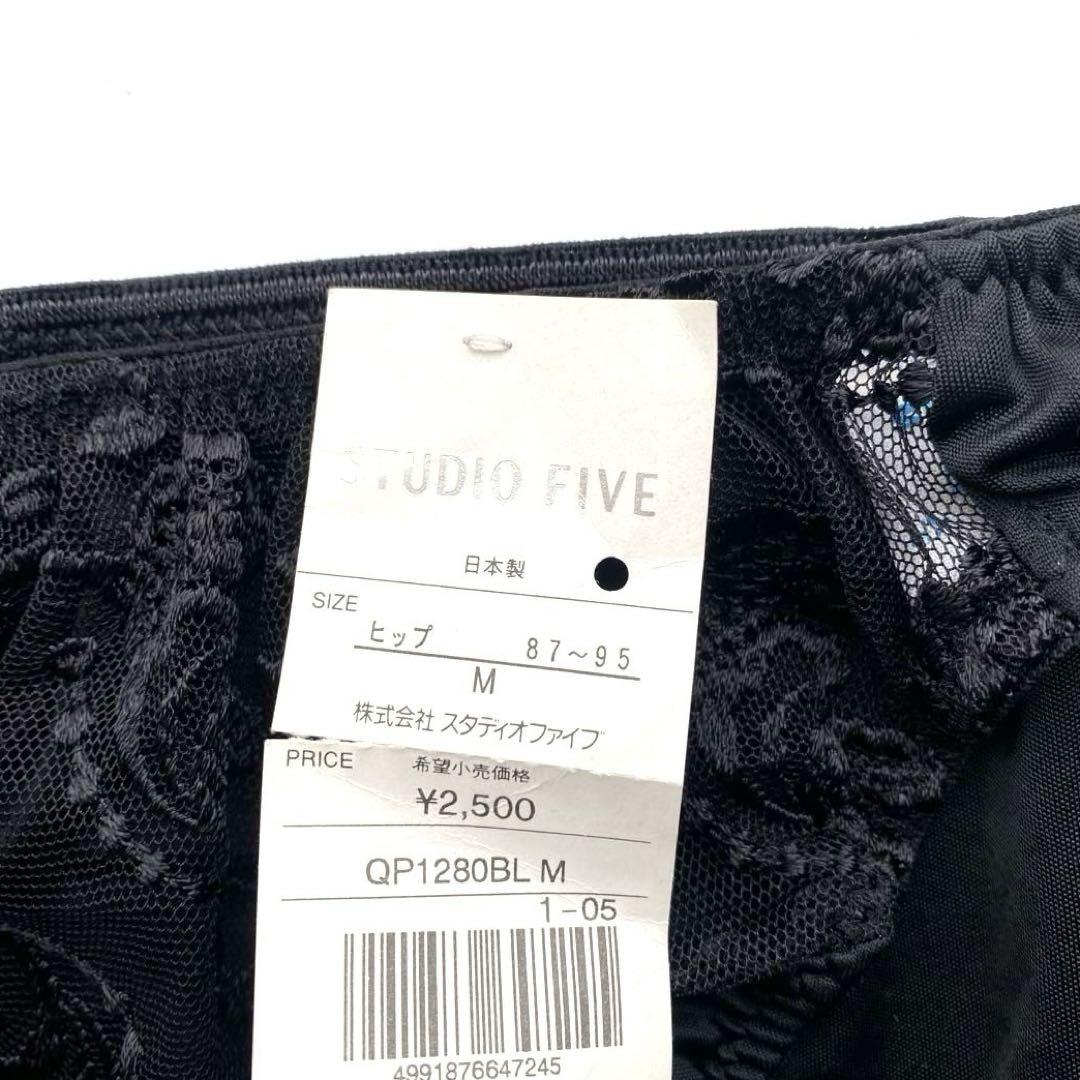 STUDIO FIVE
日本製
SIZE
ヒップ 87～95
M
株式会社 スタディオファイブ
PRICE 希望小売価格
¥2,500
QP1280BL M
1-05
4991876647245